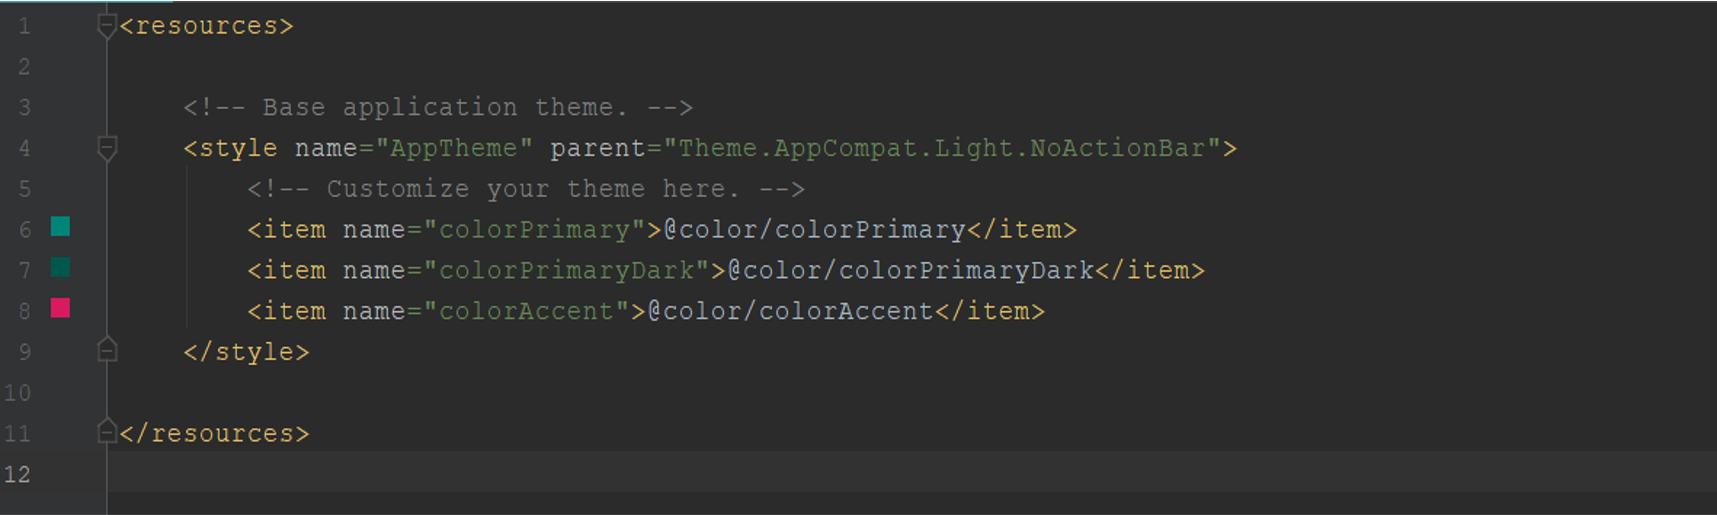 1 <resources>
2
3 <!-- Base application theme. -->
4 <style name="AppTheme" parent="Theme.AppCompat.Light.NoActionBar">
5 <!-- Customize your theme here. -->
6 <item name="colorPrimary">@color/colorPrimary</item>
7 <item name="colorPrimaryDark">@color/colorPrimaryDark</item>
8 <item name="colorAccent">@color/colorAccent</item>
9 </style>
10
11 </resources>
12